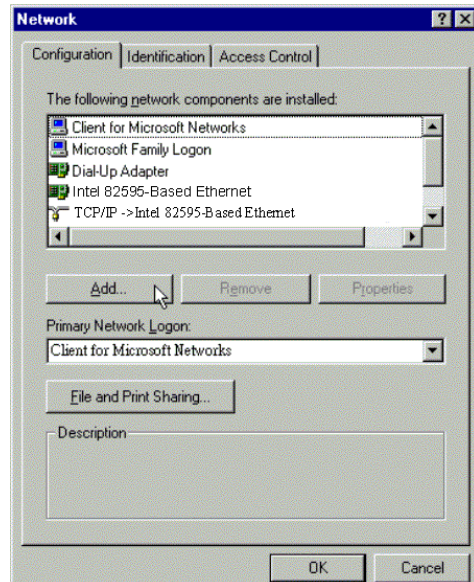 Network
Configuration Identification Access Control
The following network components are installed:
Client for Microsoft Networks
Microsoft Family Logon
Dial-Up Adapter
Intel 82595-Based Ethernet
TCP/IP ->Intel 82595-Based Ethernet
Add... Remove Properties
Primary Network Logon:
Client for Microsoft Networks
File and Print Sharing...
Description
OK Cancel